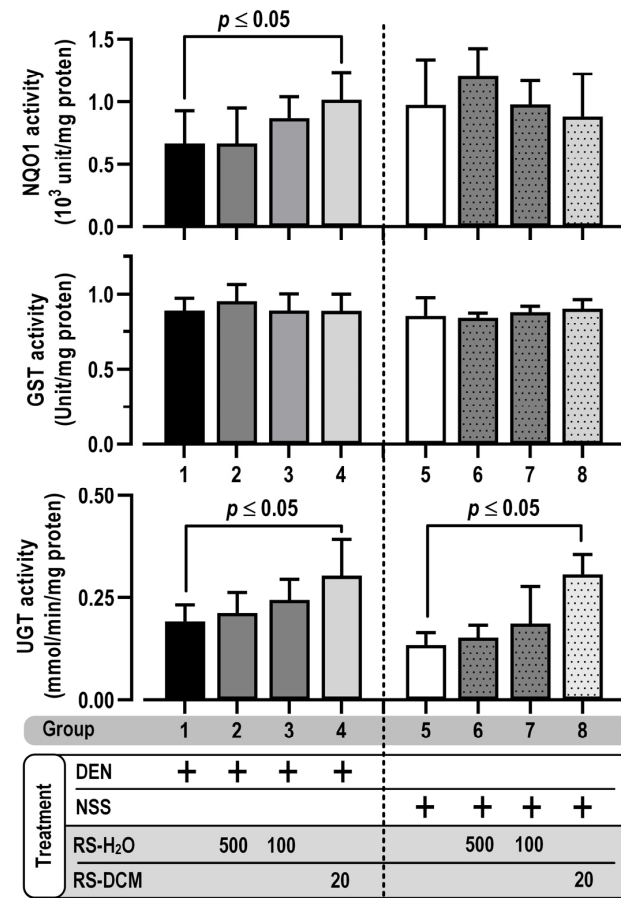 p ≤ 0.05
NQO1 activity
(10³ unit/mg proten)
1.5
1.0
0.5
0.0
GST activity
(Unit/mg proten)
1.0
0.5
0.0
1 2 3 4 5 6 7 8
UGT activity
(mmol/min/mg proten)
0.50
0.25
0.00
p ≤ 0.05
p ≤ 0.05
Group 1 2 3 4 5 6 7 8
Treatment
DEN + + + +
NSS + + + +
RS-H₂O 500 100 500 100
RS-DCM 20 20